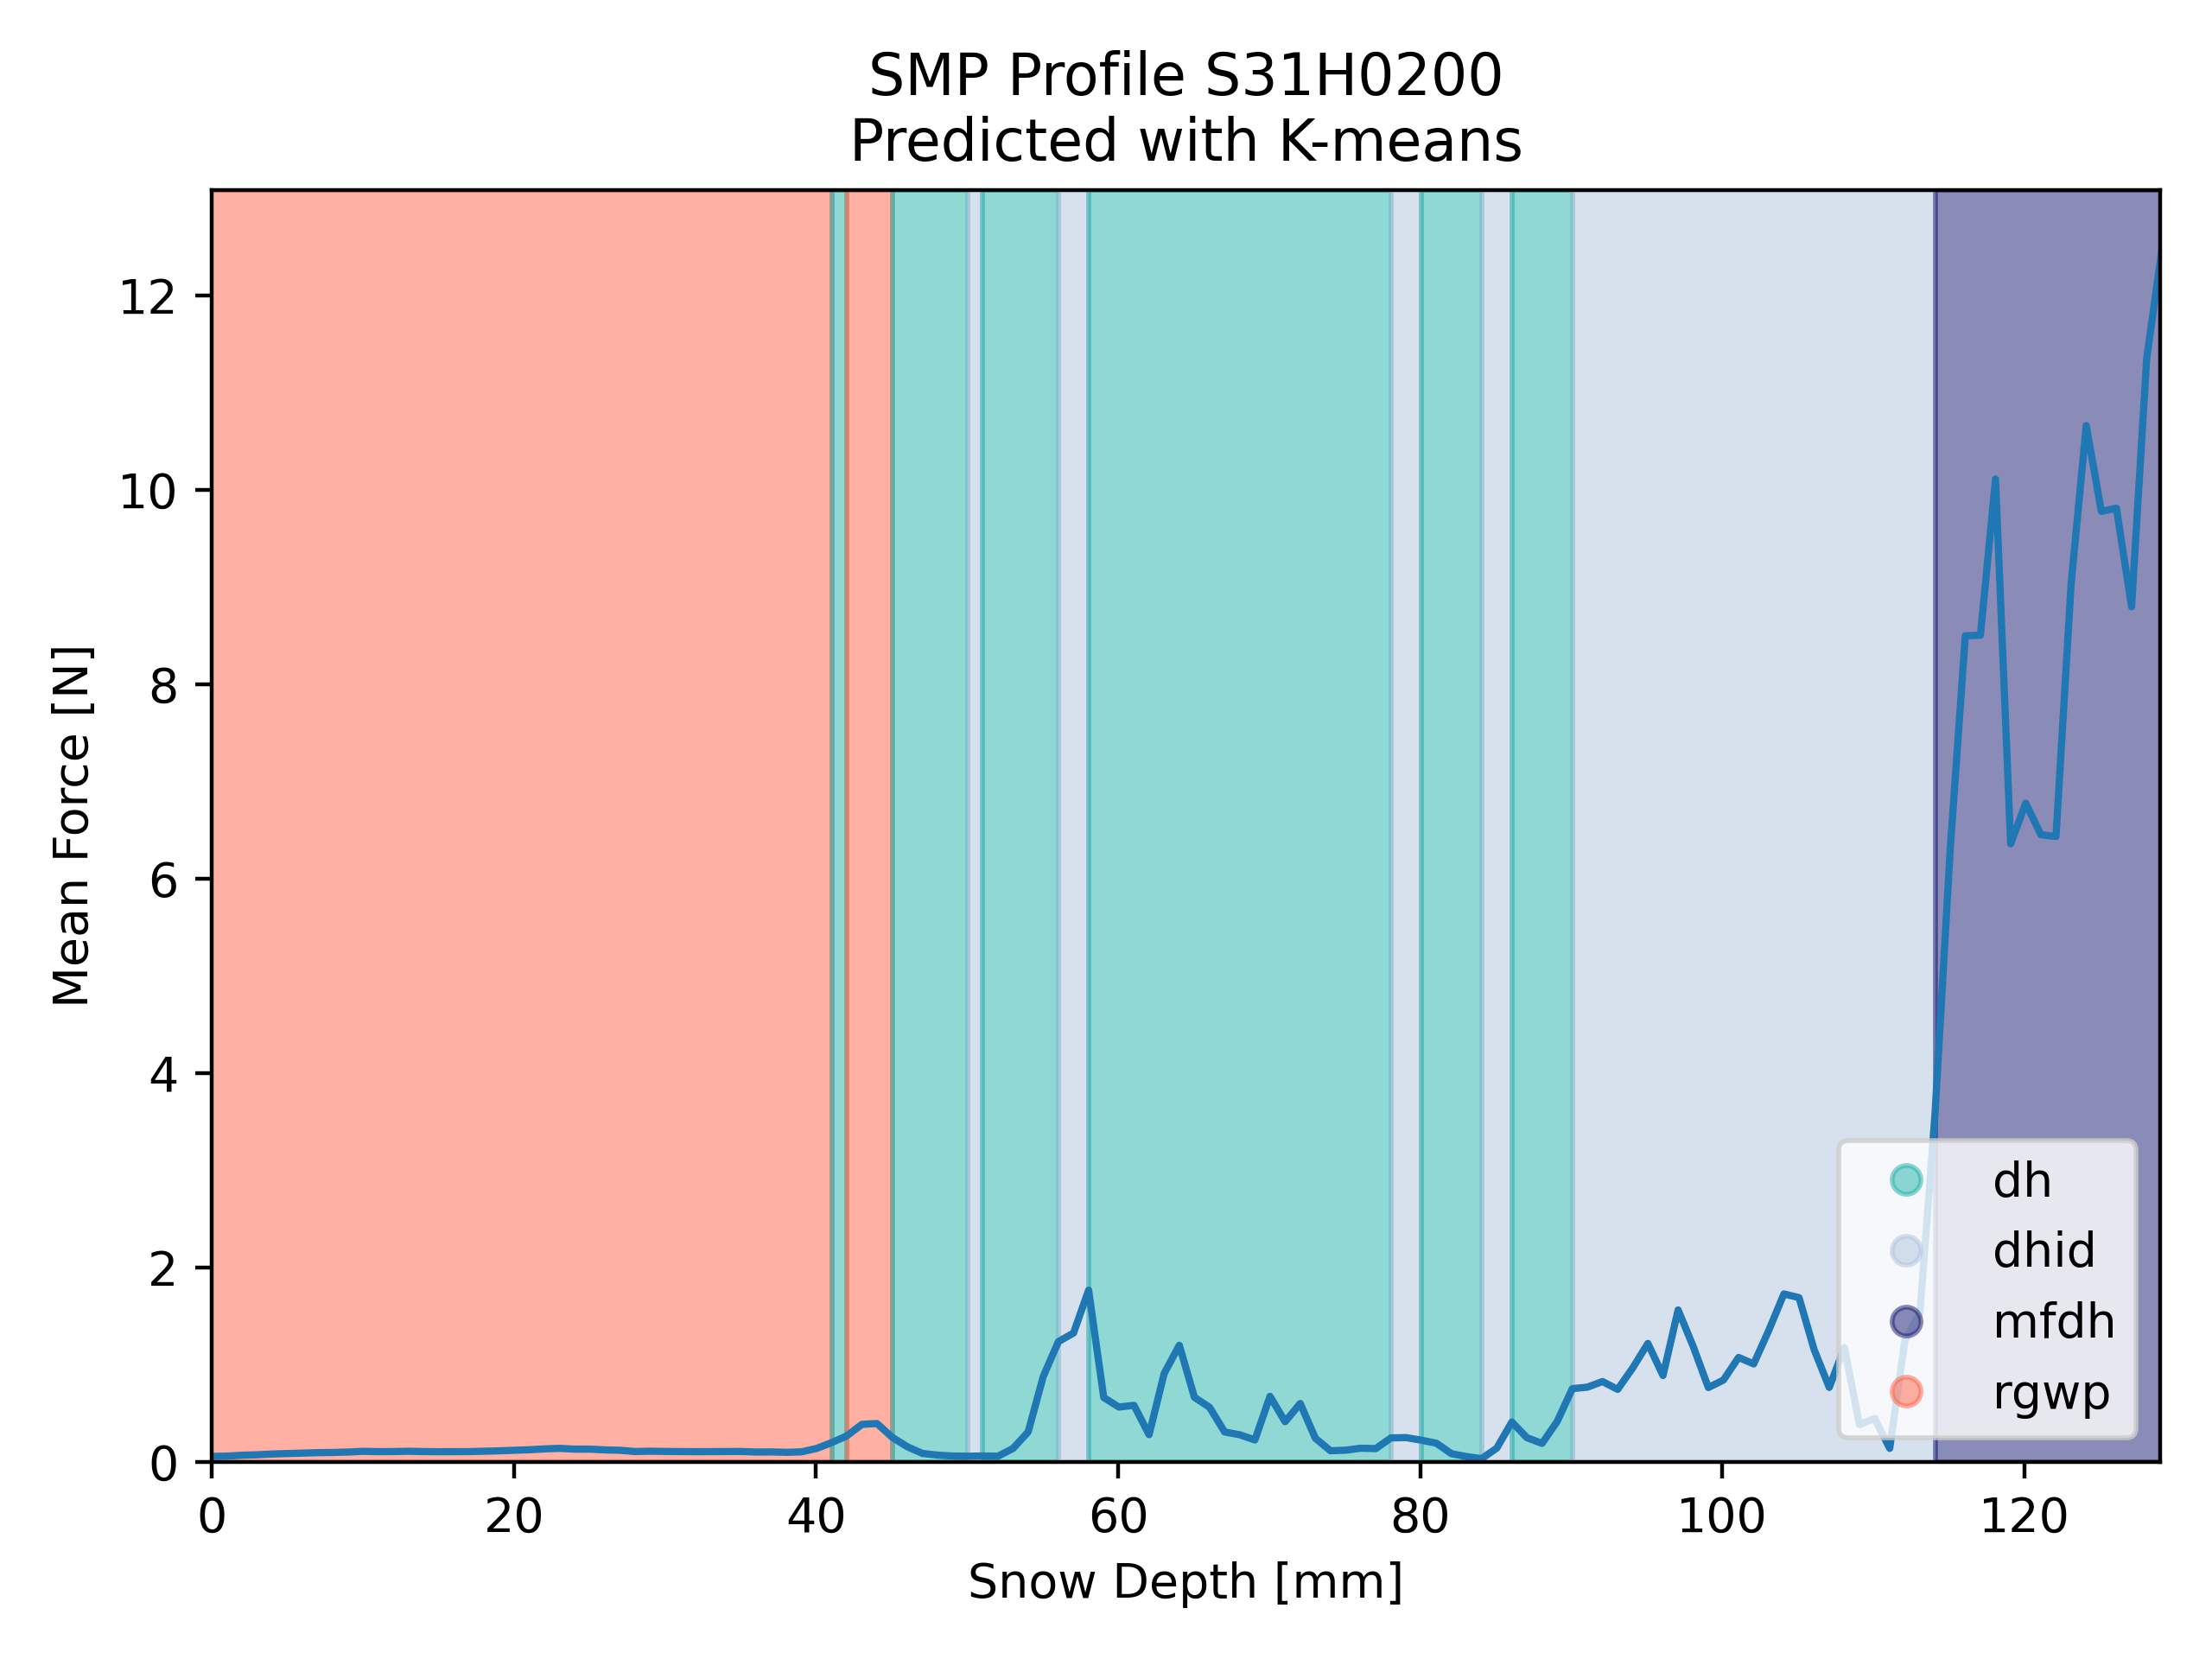 SMP Profile S31H0200
Predicted with K-means
Mean Force [N]
12
10
8
6
4
2
0
dh
dhid
mfdh
rgwp
0 20 40 60 80 100 120
Snow Depth [mm]